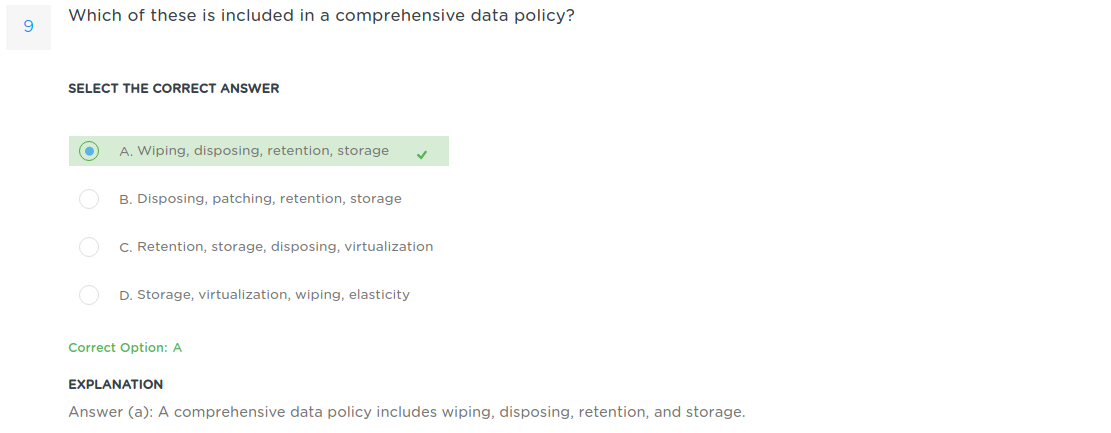 9
Which of these is included in a comprehensive data policy?
SELECT THE CORRECT ANSWER
A. Wiping, disposing, retention, storage
B. Disposing, patching, retention, storage
C. Retention, storage, disposing, virtualization
D. Storage, virtualization, wiping, elasticity
Correct Option: A
EXPLANATION
Answer (a): A comprehensive data policy includes wiping, disposing, retention, and storage.